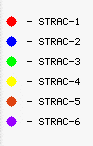 - STRAC-1
- STRAC-2
- STRAC-3
- STRAC-4
- STRAC-5
- STRAC-6